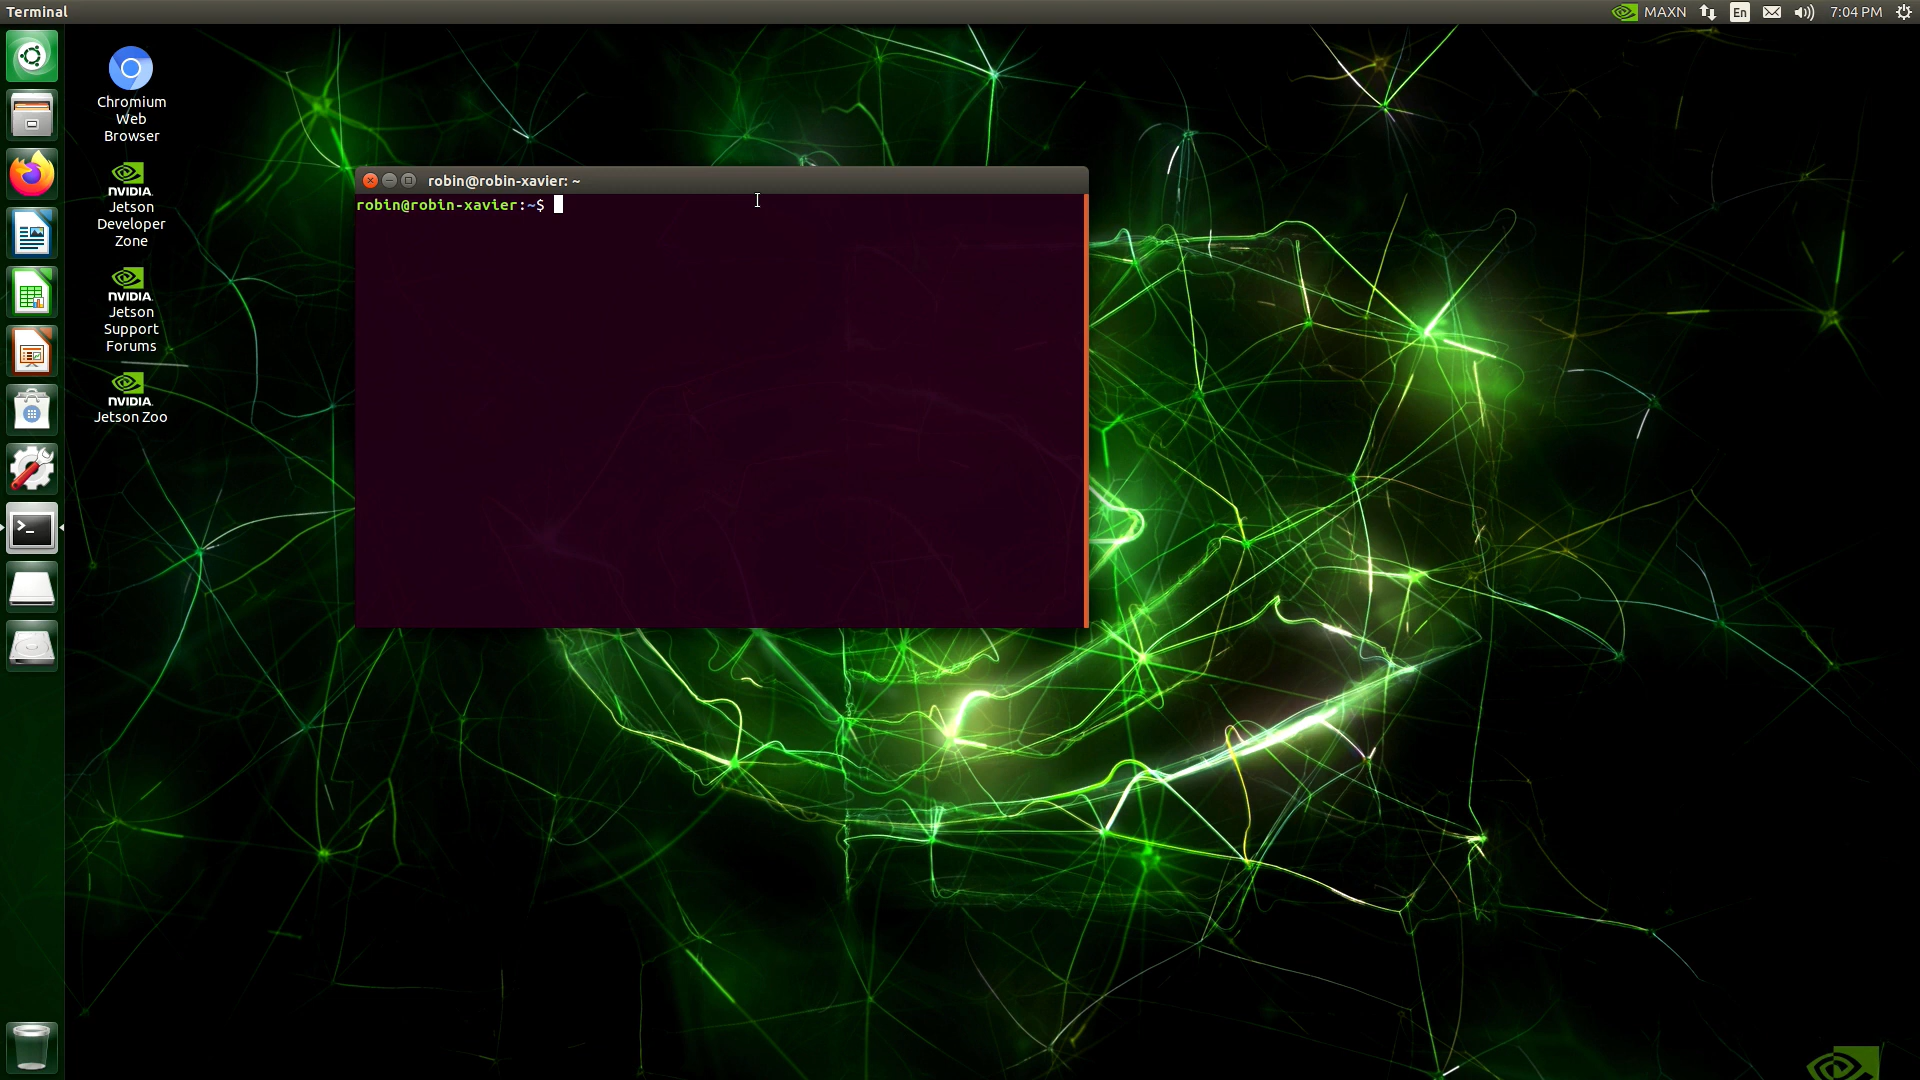 Terminal
MAXN
En
7:04 PM
Chromium
Web
Browser
NVIDIA.
Jetson
Developer
Zone
NVIDIA.
Jetson
Support
Forums
NVIDIA.
Jetson Zoo
robin@robin-xavier: ~
robin@robin-xavier:~$
>_